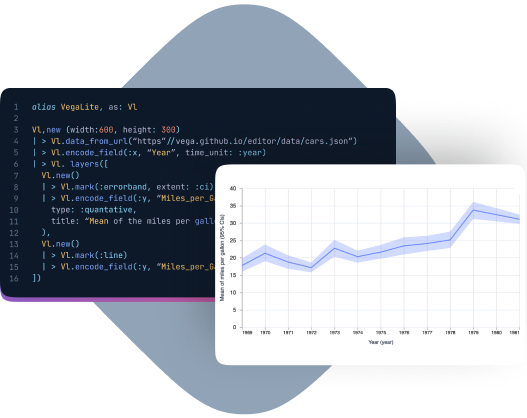 1 alias VegaLite, as: Vl
2
3 Vl,new (width:600, height: 300)
4 | > Vl.data_from_url(“https”//vega.github.io/editor/data/cars.json”)
5 | > Vl.encode_field(:x, “Year”, time_unit: :year)
6 | > Vl. layers([
7 Vl.new()
8 | > Vl.mark(:errorband, extent: :ci)
9 | > Vl.encode_field(:y, “Miles_per_G
10 type: :quantative,
11 title: “Mean of the miles per gall
12 ),
13 Vl.new()
14 | > Vl.mark(:line)
15 | > Vl.encode_field(:y, “Miles_per_G
16 ])
Mean of miles per gallon (95% CIs)
40
35
30
25
20
15
10
5
0
1969 1970 1971 1972 1973 1974 1975 1976 1977 1978 1979 1980 1981
Year (year)